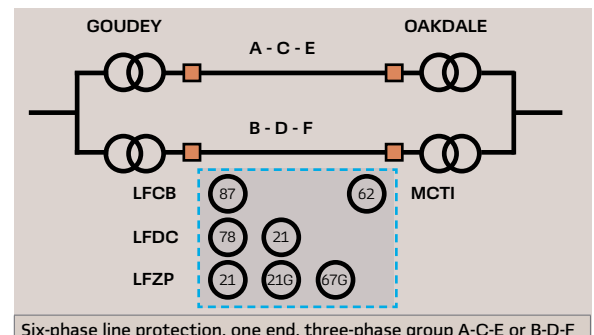 GOUDEY OAKDALE
A - C - E
B - D - F
LFCB 87 62 MCTI
LFDC 78 21
LFZP 21 21G 67G
Six-phase line protection, one end, three-phase group A-C-E or B-D-F